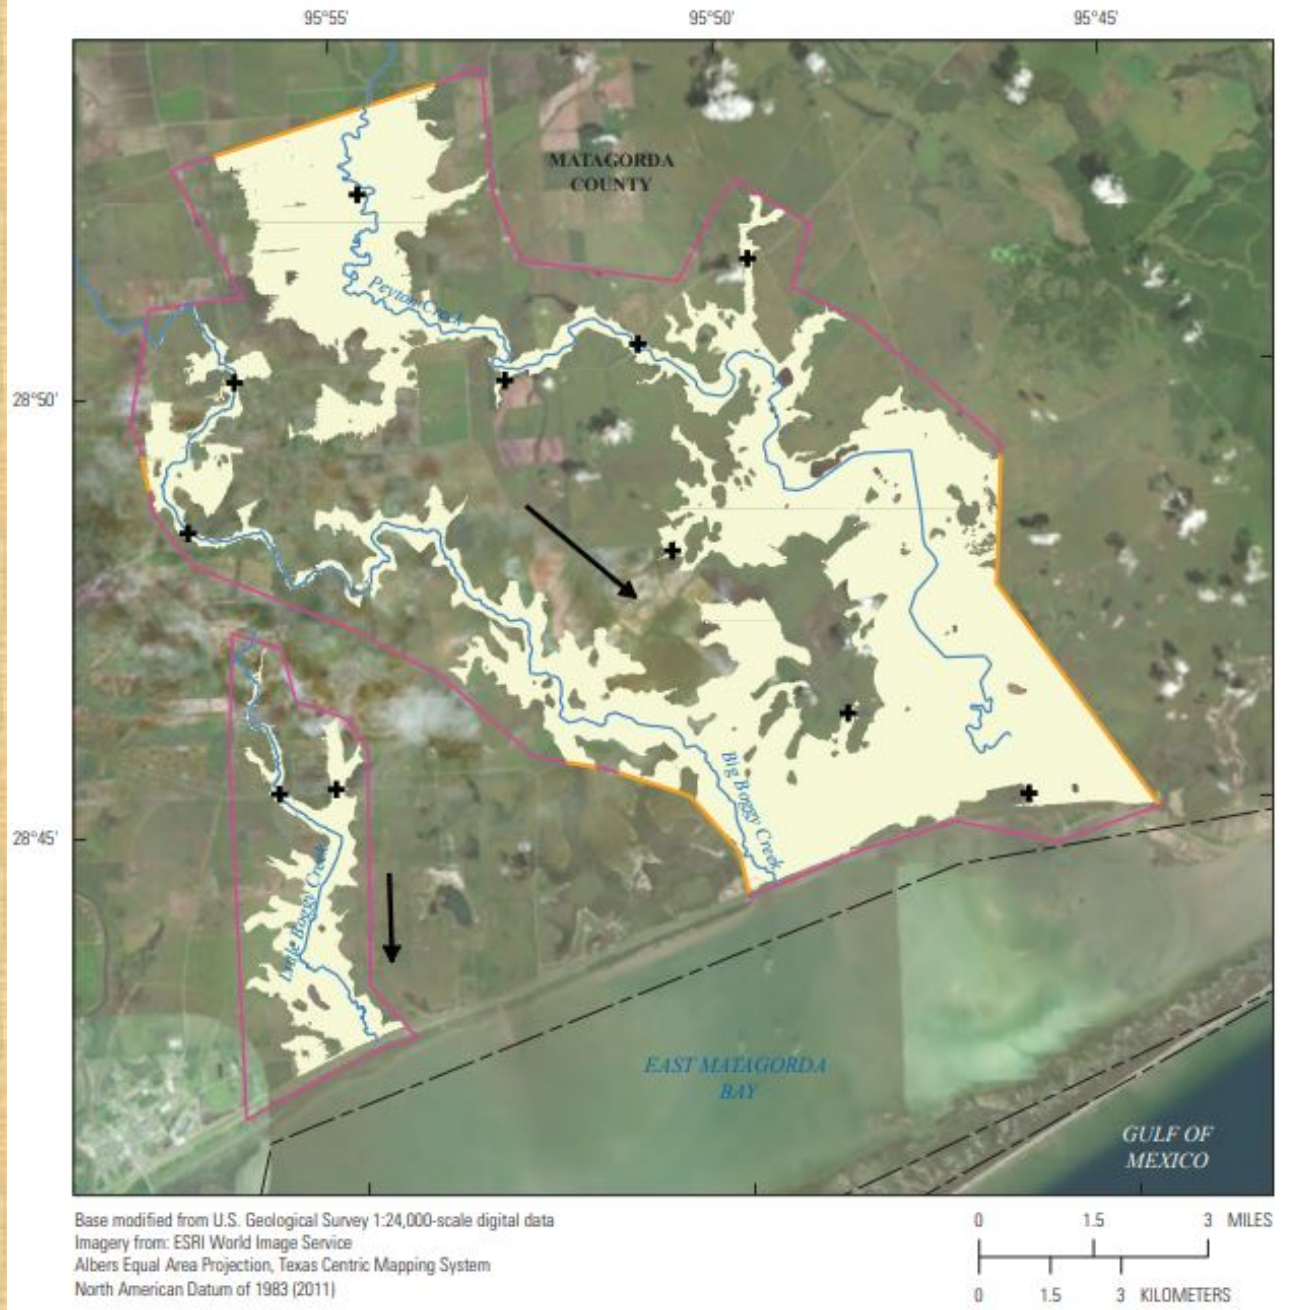 95°55' 95°50' 95°45'
MATAGORDA
COUNTY
Peyton Creek
28°50'
Big Boggy Creek
28°45'
Little Boggy Creek
EAST MATAGORDA
BAY
GULF OF
MEXICO
Base modified from U.S. Geological Survey 1:24,000-scale digital data
Imagery from: ESRI World Image Service
Albers Equal Area Projection, Texas Centric Mapping System
North American Datum of 1983 (2011)
0 1.5 3 MILES
0 1.5 3 KILOMETERS